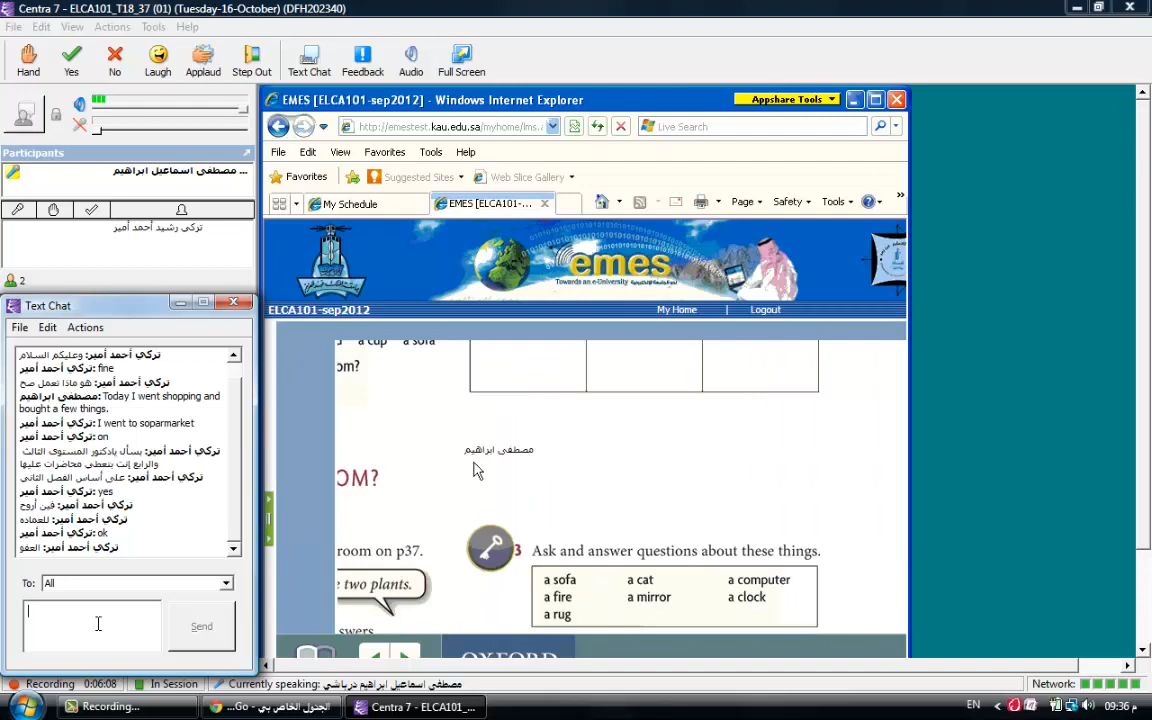 Centra 7 - ELCA101_T18_37 (01) (Tuesday-16-October) (DFH202340)
File Edit View Actions Tools Help
Hand Yes No Laugh Applaud Step Out Text Chat Feedback Audio Full Screen
Participants
مصطفى اسماعيل ابراهيم ...
تركى رشيد أحمد أمير
2
Text Chat
File Edit Actions
تركي أحمد أمير: وعليكم السلام
تركي أحمد أمير: fine
تركي أحمد أمير: هو ماذا تعمل صح
مصطفى ابراهيم: Today I went shopping and
bought a few things.
تركي أحمد أمير: I went to soparmarket
تركي أحمد أمير: on
تركي أحمد أمير: بسأل يادكتور المستوى الثالث
والرابع إنت بتعطي محاضرات عليها
تركي أحمد أمير: على أساس الفصل الثاني
تركي أحمد أمير: yes
تركي أحمد أمير: فين أروح
تركي أحمد أمير: للعماده
تركي أحمد أمير: ok
تركي أحمد أمير: العفو
To: All
Send
EMES [ELCA101-sep2012] - Windows Internet Explorer
Appshare Tools
http://emestest.kau.edu.sa/myhome/lms.
Live Search
File Edit View Favorites Tools Help
Favorites Suggested Sites Web Slice Gallery
My Schedule EMES [ELCA101-... Page Safety Tools
emes
Towards an e-University
ELCA101-sep2012 My Home Logout
a cup a sofa
om?
مصطفى ابراهيم
OM?
room on p37.
e two plants.
swers.
3 Ask and answer questions about these things.
a sofa a cat a computer
a fire a mirror a clock
a rug
OXFORD
Recording 0:06:08 In Session Currently speaking: مصطفى اسماعيل ابراهيم درباشي Network:
Recording... الجدول الخاص بي - Go... Centra 7 - ELCA101_... EN 09:36 م